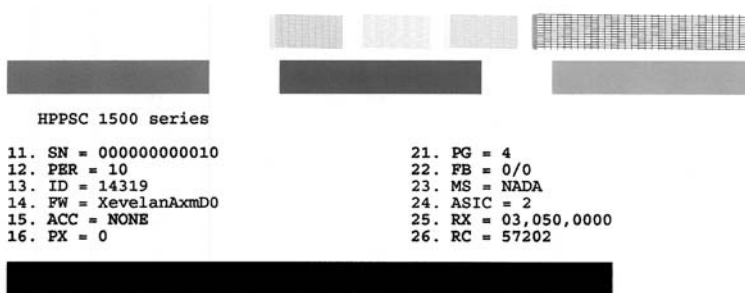 HPPSC 1500 series
11. SN = 000000000010
12. PER = 10
13. ID = 14319
14. FW = XevelanAxmD0
15. ACC = NONE
16. PX = 0
21. PG = 4
22. FB = 0/0
23. MS = NADA
24. ASIC = 2
25. RX = 03,050,0000
26. RC = 57202